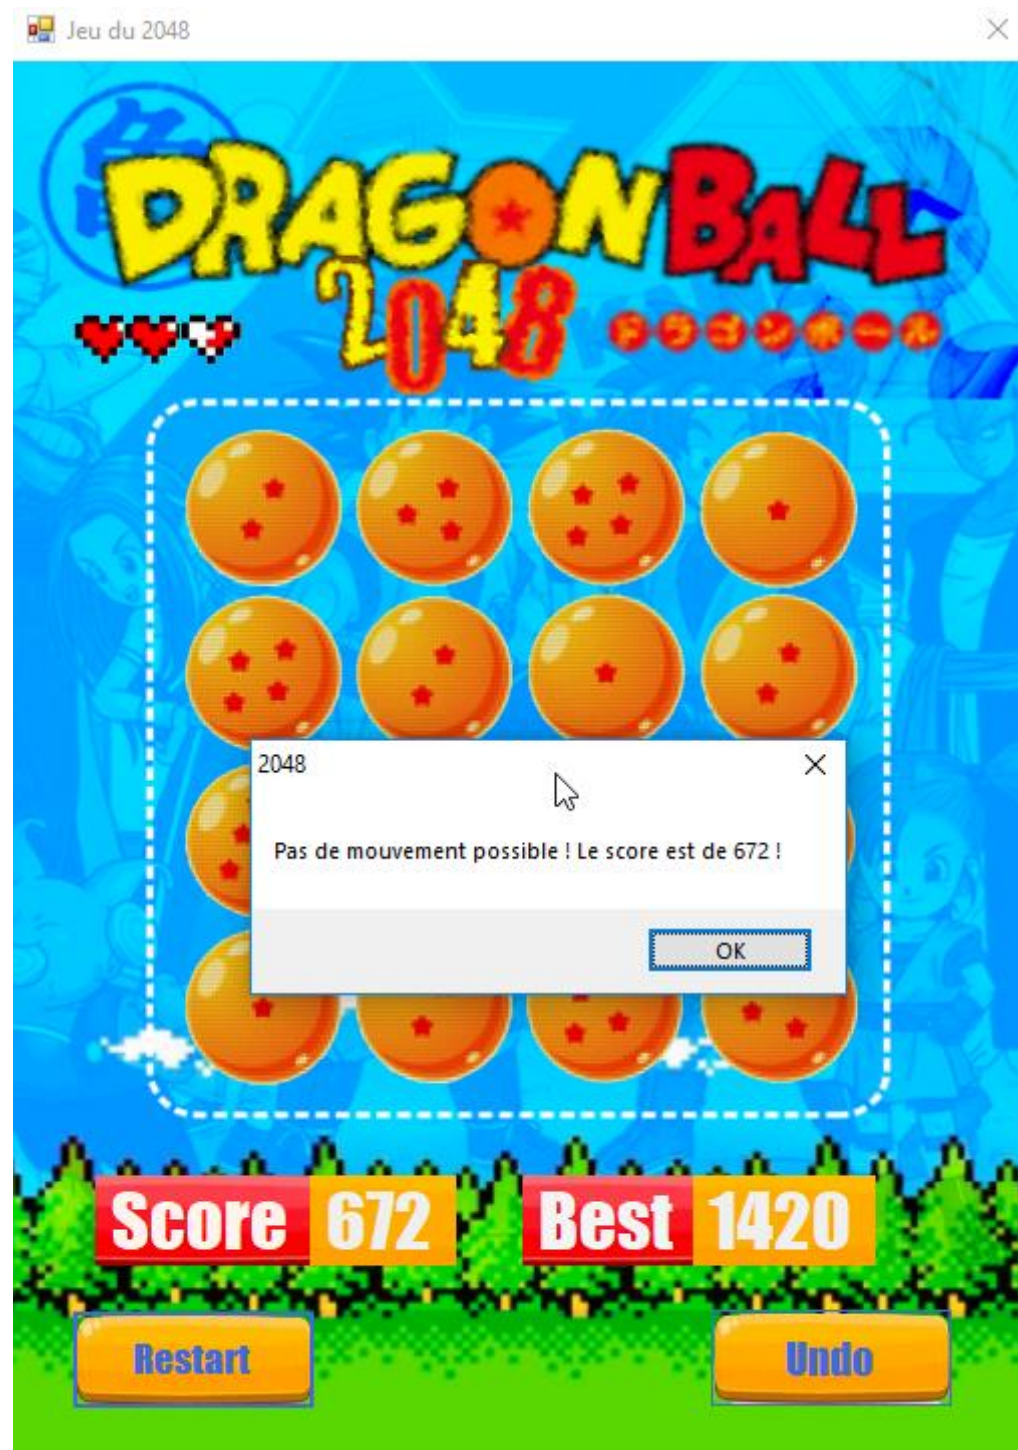 Jeu du 2048
DRAGON BALL
2048
ドラゴンボール
2048
Pas de mouvement possible ! Le score est de 672 !
OK
Score 672
Best 1420
Restart
Undo